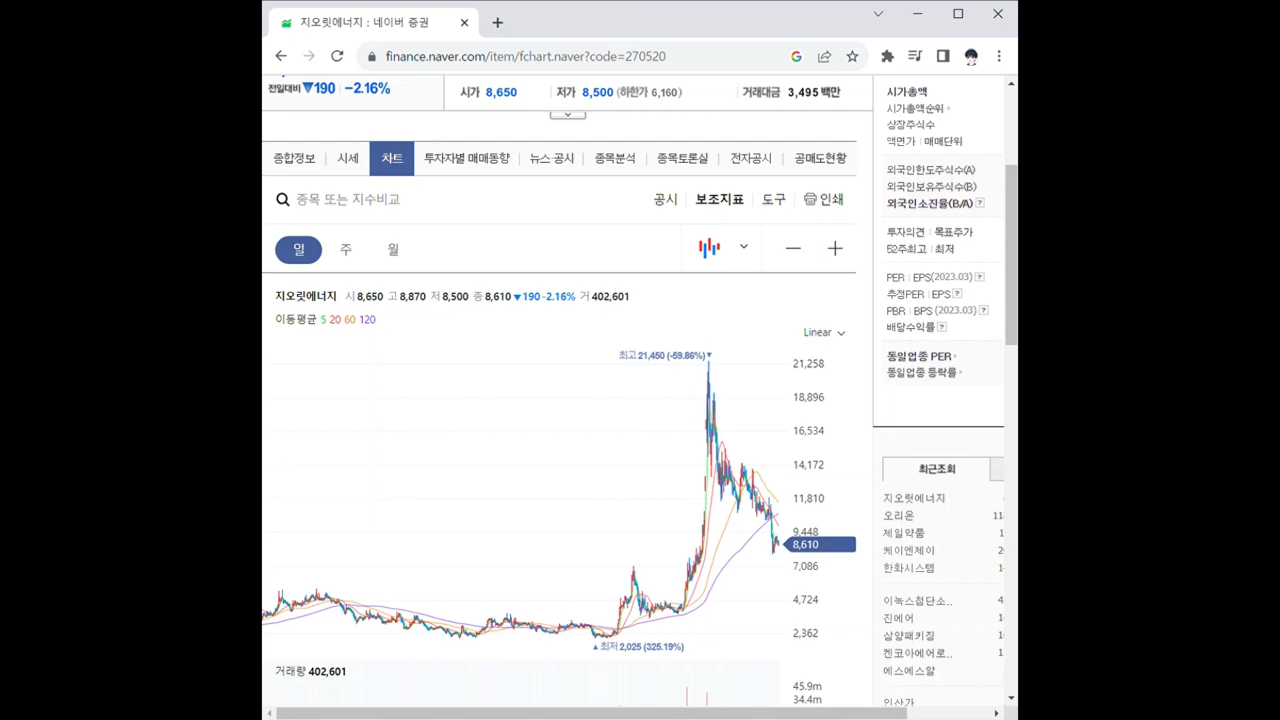 지오릿에너지 : 네이버 증권
finance.naver.com/item/fchart.naver?code=270520
전일대비 ▼190 | -2.16%
시가 8,650 저가 8,500 (하한가 6,160) 거래대금 3,495 백만
종합정보 시세 차트 투자자별 매매동향 뉴스·공시 종목분석 종목토론실 전자공시 공매도현황
종목 또는 지수비교
공시 보조지표 도구 인쇄
일 주 월
지오릿에너지 시 8,650 고 8,870 저 8,500 종 8,610 ▼190 -2.16% 거 402,601
이동평균 5 20 60 120
Linear
최고 21,450 (-59.86%)▼
21,258
18,896
16,534
14,172
11,810
9,448
8,610
7,086
4,724
2,362
▲ 최저 2,025 (325.19%)
거래량 402,601
45.9m
34.4m
시가총액
시가총액순위
상장주식수
액면가 | 매매단위
외국인한도주식수(A)
외국인보유주식수(B)
외국인소진율(B/A) ?
투자의견 | 목표주가
52주최고 | 최저
PER | EPS(2023.03) ?
추정PER | EPS ?
PBR | BPS (2023.03) ?
배당수익률 ?
동일업종 PER
동일업종 등락률
최근조회
지오릿에너지
오리온 11
제일약품 1
케이엔제이 2
한화시스템 1
이녹스첨단소.. 4
진에어 1
삼양패키징 1
켄코아에어로.. 1
에스에스알
인산가